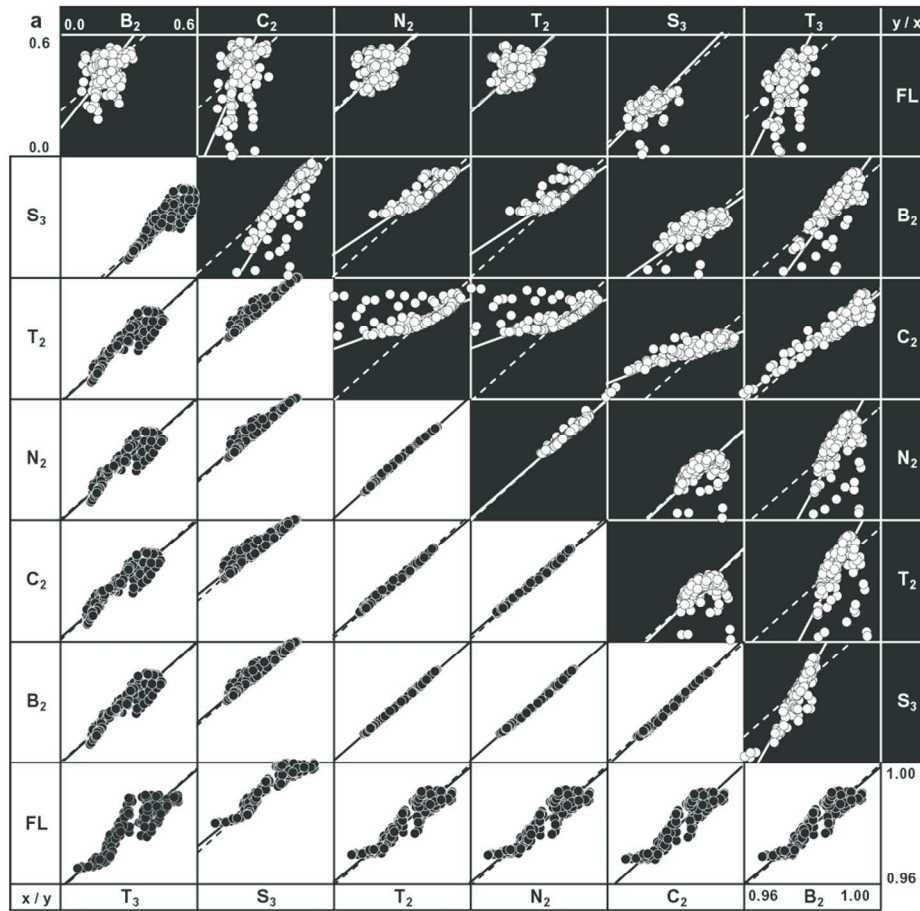 a
0.0 B₂ 0.6 C₂ N₂ T₂ S₃ T₃ y / x
0.6
FL
0.0
S₃ B₂
T₂ C₂
N₂ N₂
C₂ T₂
B₂ S₃
1.00
FL
0.96
x / y T₃ S₃ T₂ N₂ C₂ 0.96 B₂ 1.00